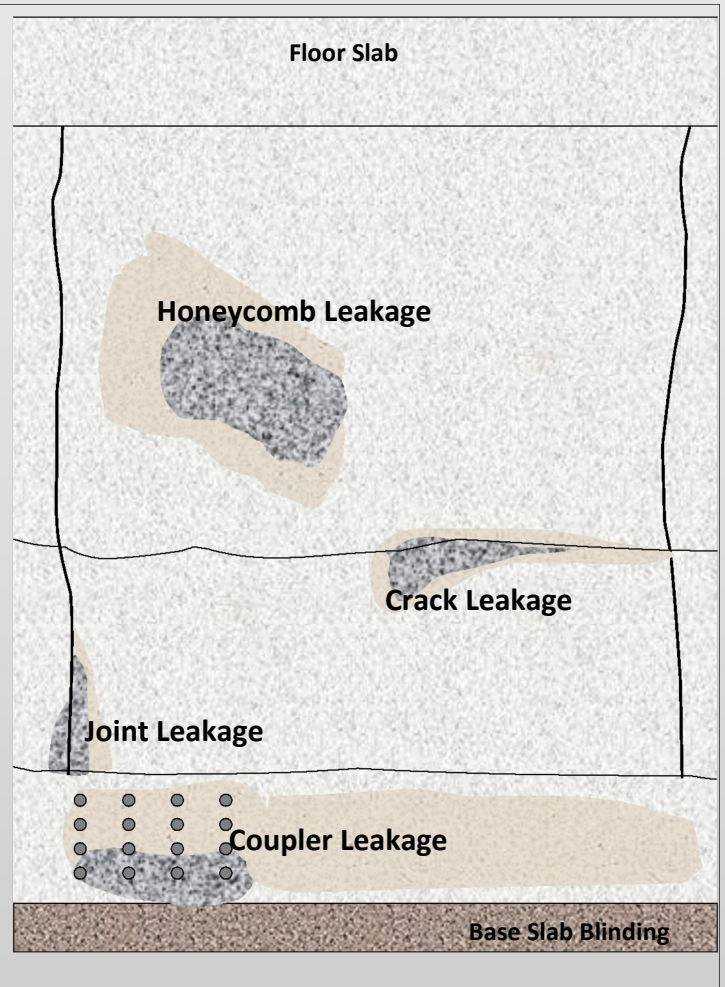 Floor Slab
Honeycomb Leakage
Crack Leakage
Joint Leakage
Coupler Leakage
Base Slab Blinding